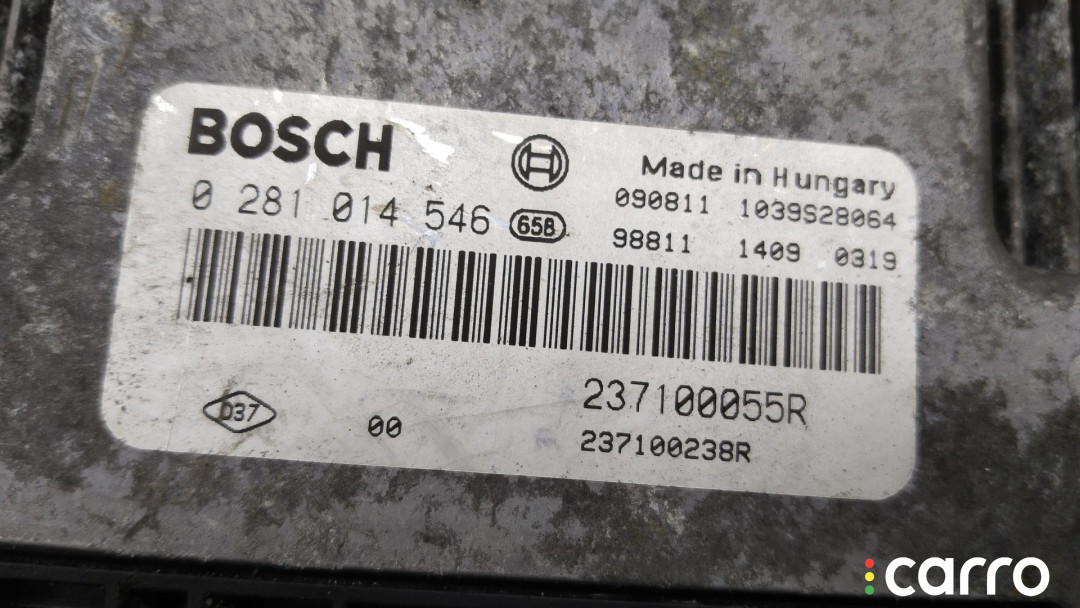 BOSCH
Made in Hungary
0 281 014 546 658
090811 1039S28064
98811 1409 0319
D37
00
237100055R
237100238R
carro